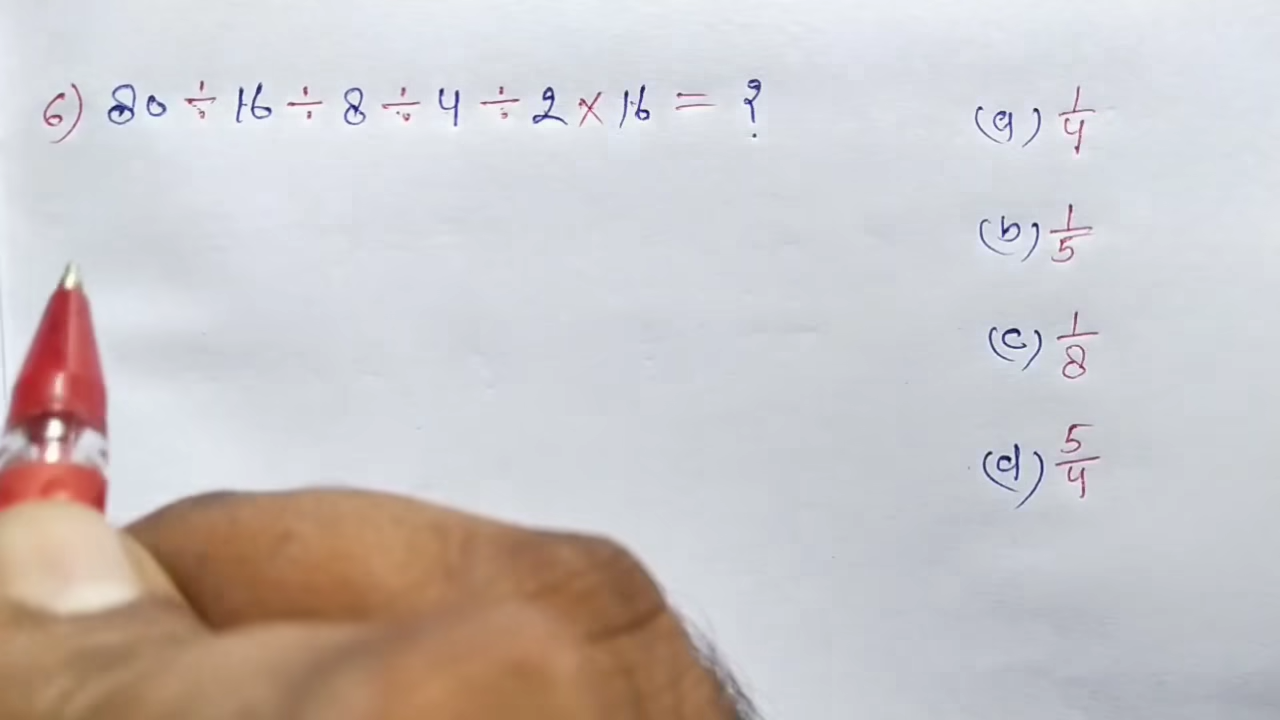 6) 80 ÷ 16 ÷ 8 ÷ 4 ÷ 2 × 16 = ?
(a) 1/4
(b) 1/5
(c) 1/8
(d) 5/4